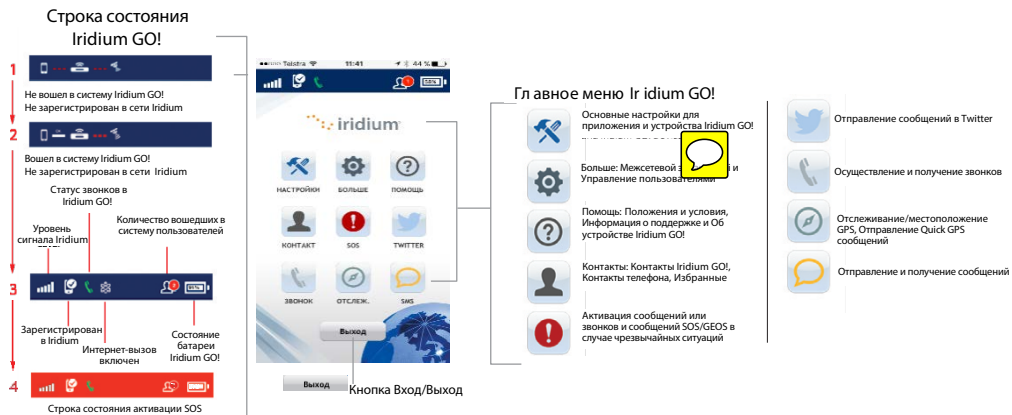 Строка состояния
Iridium GO!
1
Не вошел в систему Iridium GO!
Не зарегистрирован в сети Iridium
2
Вошел в систему Iridium GO!
Не зарегистрирован в сети Iridium
Статус звонков в
Iridium GO!
Количество вошедших в
систему пользователей
Уровень
сигнала Iridium
3
Зарегистрирован
в Iridium
Интернет-вызов
включен
Состояние
батареи
Iridium GO!
4
Строка состояния активации SOS
Telstra
11:41
44 %
iridium
НАСТРОЙКИ
БОЛЬШЕ
ПОМОЩЬ
КОНТАКТ
SOS
TWITTER
ЗВОНОК
ОТСЛЕЖ.
SMS
Выход
Выход
Кнопка Вход/Выход
Гл авное меню Ir idium GO!
Основные настройки для
приложения и устройства Iridium GO!
Больше: Межсетевой и
Управление пользователями
Помощь: Положения и условия,
Информация о поддержке и Об
устройстве Iridium GO!
Контакты: Контакты Iridium GO!,
Контакты телефона, Избранные
Активация сообщений или
звонков и сообщений SOS/GEOS в
случае чрезвычайных ситуаций
Отправление сообщений в Twitter
Осуществление и получение звонков
Отслеживание/местоположение
GPS, Отправление Quick GPS
сообщений
Отправление и получение сообщений